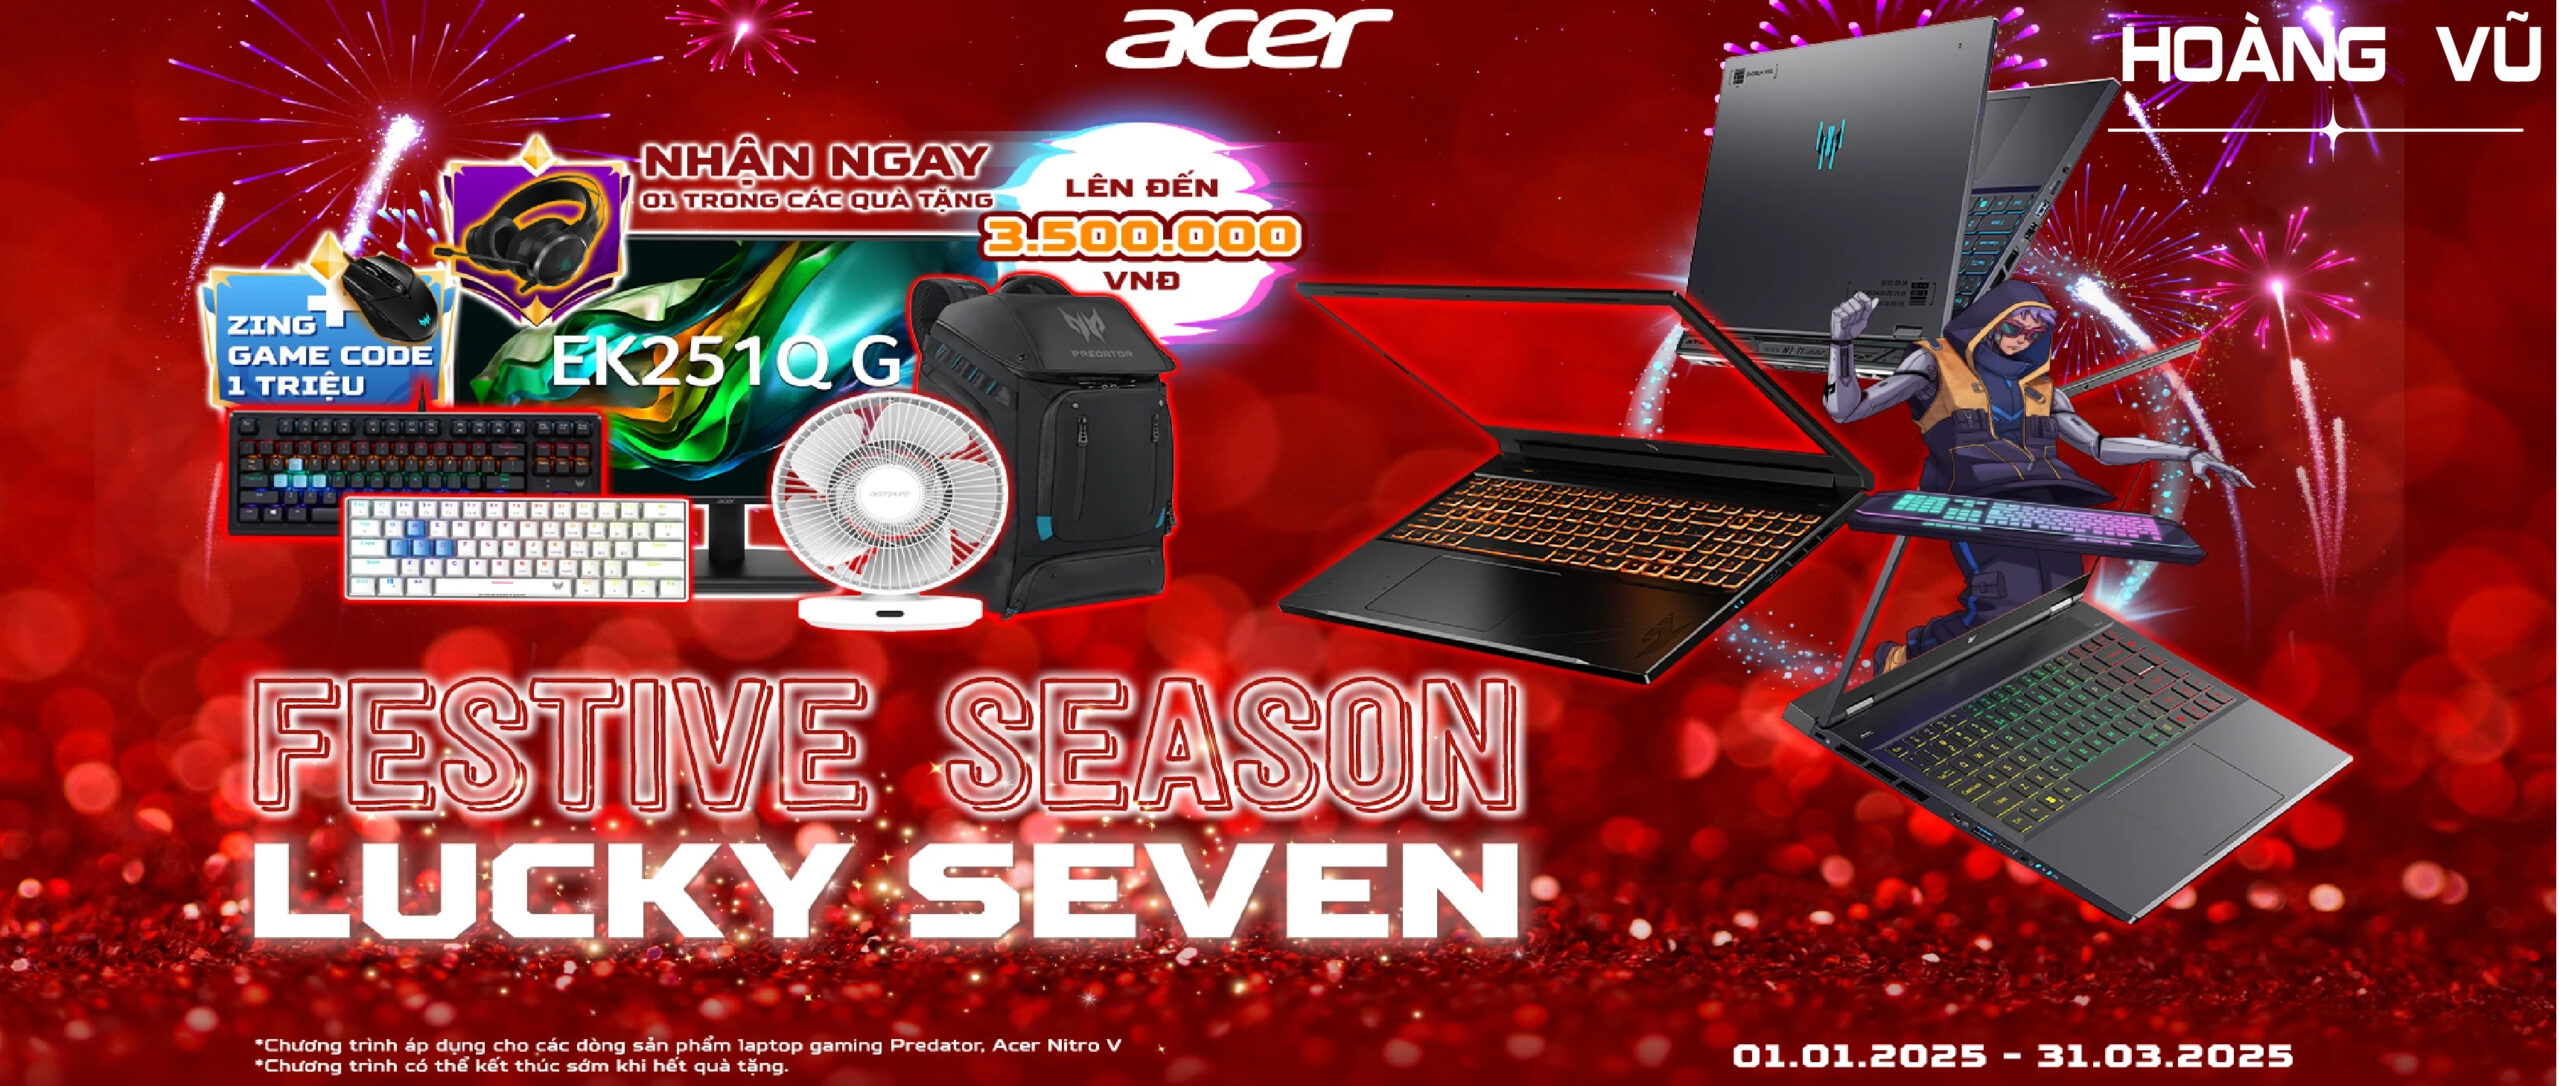 acer
HOÀNG VŨ
NHẬN NGAY
01 TRONG CÁC QUÀ TẶNG
LÊN ĐẾN
3.500.000
VNĐ
+
ZING
GAME CODE
1 TRIỆU
EK251Q G
PREDATOR
acerpure
acer
FESTIVE SEASON
LUCKY SEVEN
*Chương trình áp dụng cho các dòng sản phẩm laptop gaming Predator, Acer Nitro V
*Chương trình có thể kết thúc sớm khi hết quà tặng.
01.01.2025 - 31.03.2025